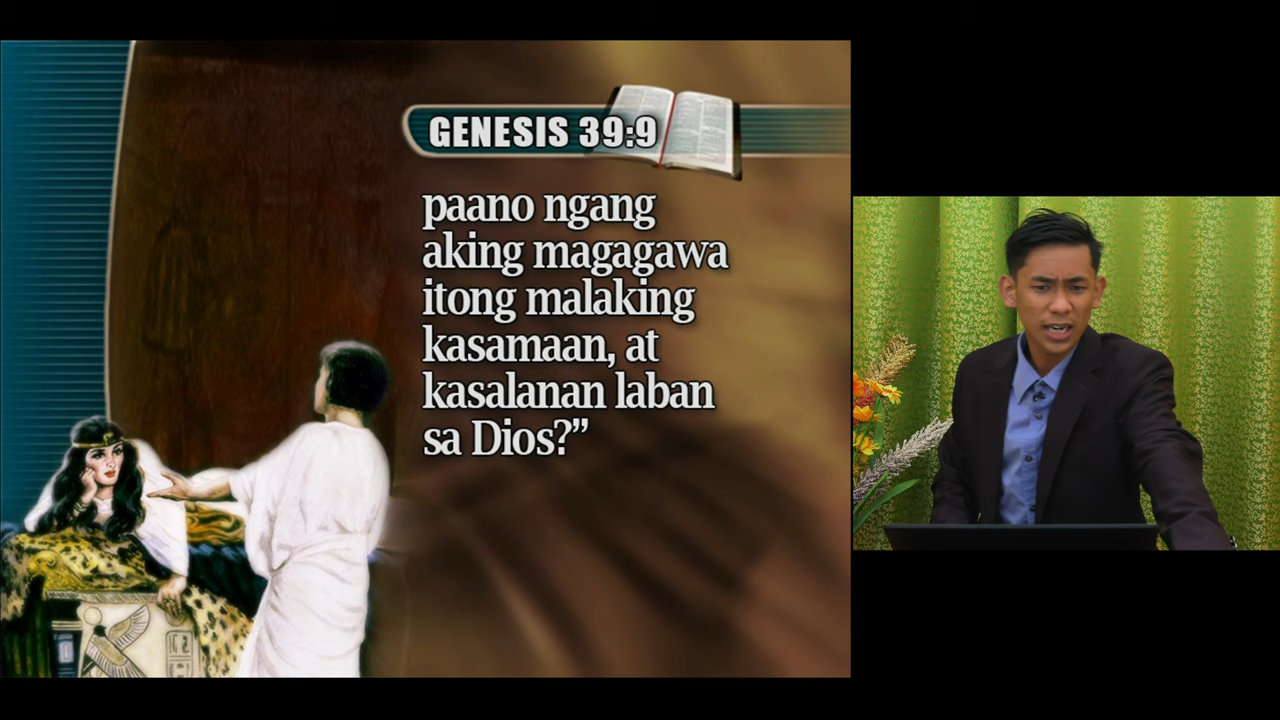 GENESIS 39:9
paano ngang
aking magagawa
itong malaking
kasamaan, at
kasalanan laban
sa Dios?”